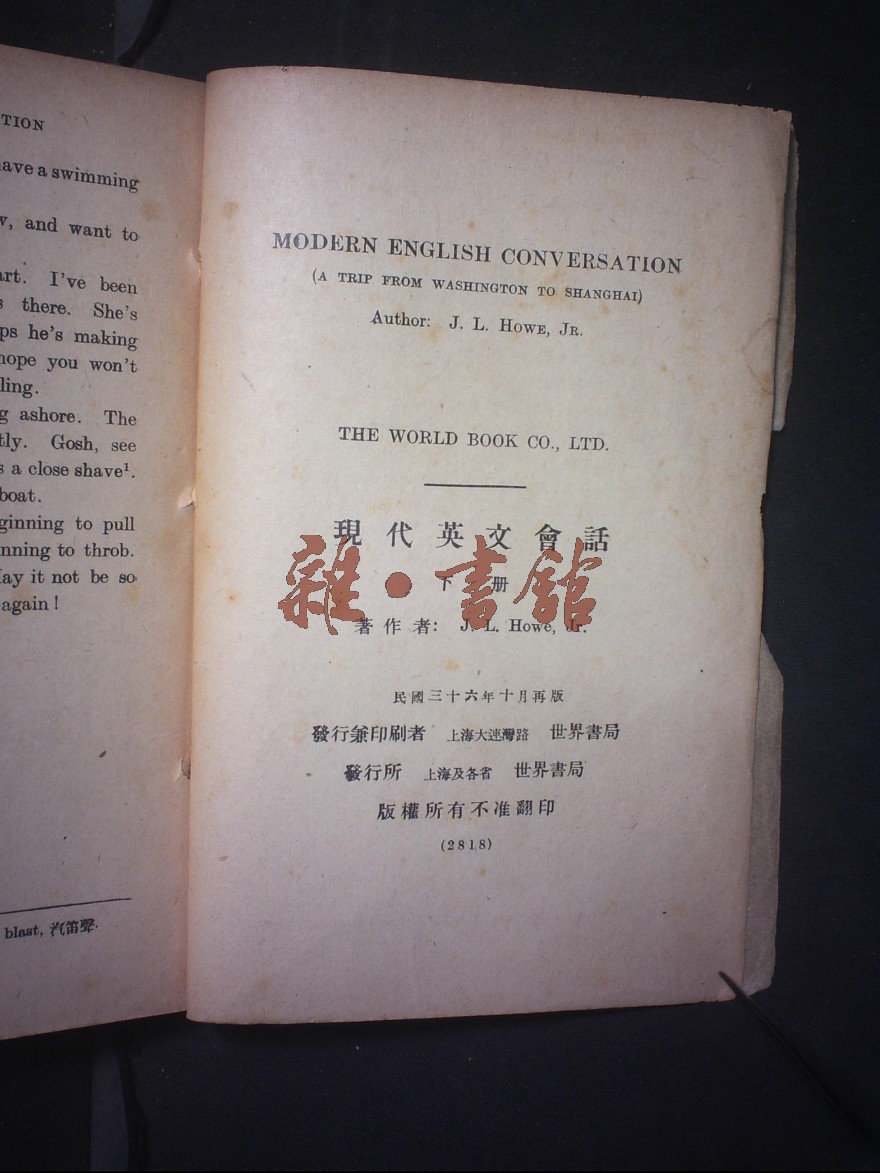 TION
have a swimming
and want to
I've been
there. She's
he's making
hope you won't
ling.
ashore. The
tly. Gosh, see
s a close shave¹.
boat.
ginning to pull
nning to throb.
ay it not be so
again!
blast, 汽笛聲.
MODERN ENGLISH CONVERSATION
(A TRIP FROM WASHINGTON TO SHANGHAI)
Author: J. L. HOWE, JR.
THE WORLD BOOK CO., LTD.
現代英文會話
下册
雜·書館
著作者: J. L. Howe, Jr.
民國三十六年十月再版
發行兼印刷者 上海大連灣路 世界書局
發行所 上海及各省 世界書局
版權所有不准翻印
(2818)